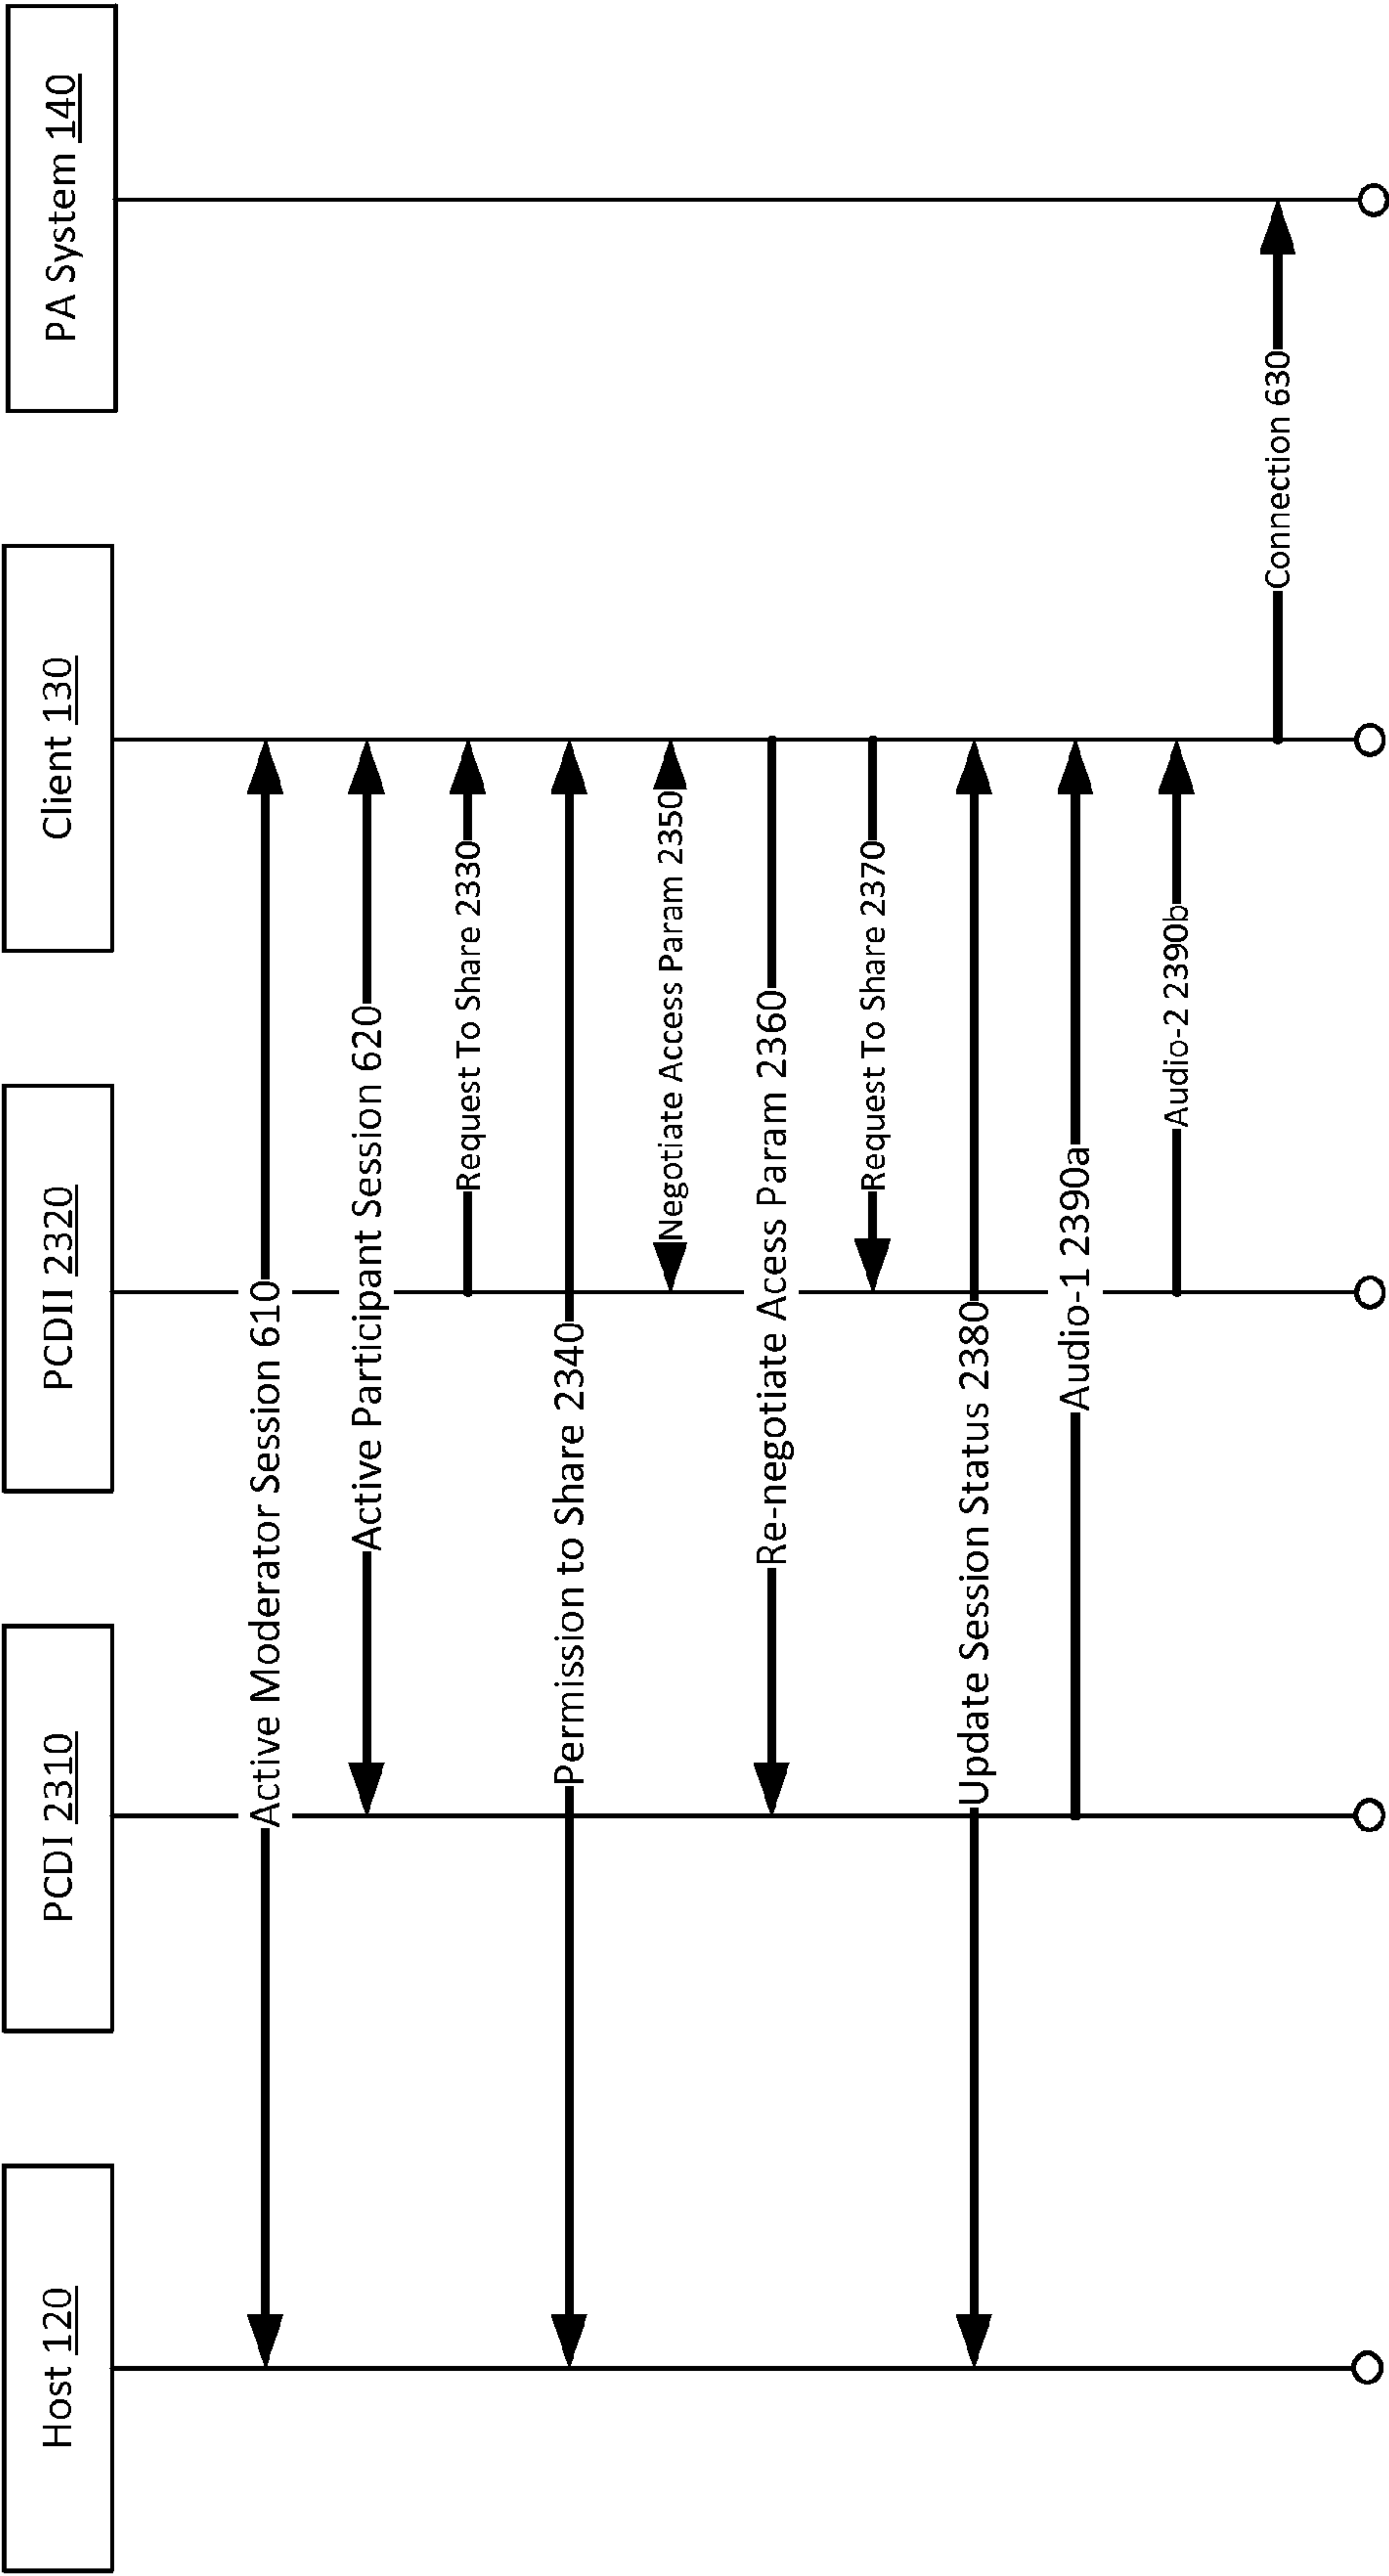 Host 120
PCDI 2310
PCDII 2320
Client 130
PA System 140
Active Moderator Session 610
Active Participant Session 620
Request To Share 2330
Permission to Share 2340
Negotiate Access Param 2350
Re-negotiate Acess Param 2360
Request To Share 2370
Update Session Status 2380
Audio-1 2390a
Audio-2 2390b
Connection 630